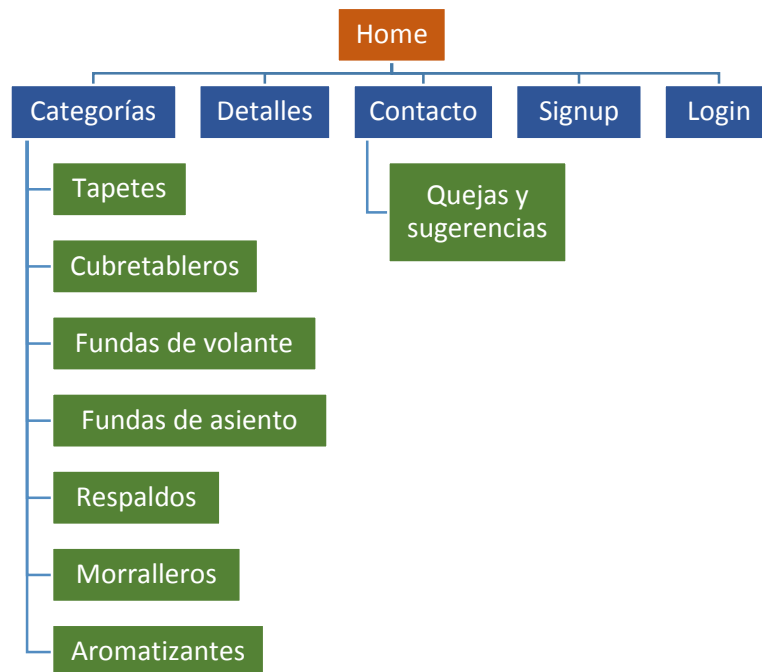 Home
Categorías
Detalles
Contacto
Signup
Login
Tapetes
Cubretableros
Fundas de volante
Fundas de asiento
Respaldos
Morralleros
Aromatizantes
Quejas y
sugerencias